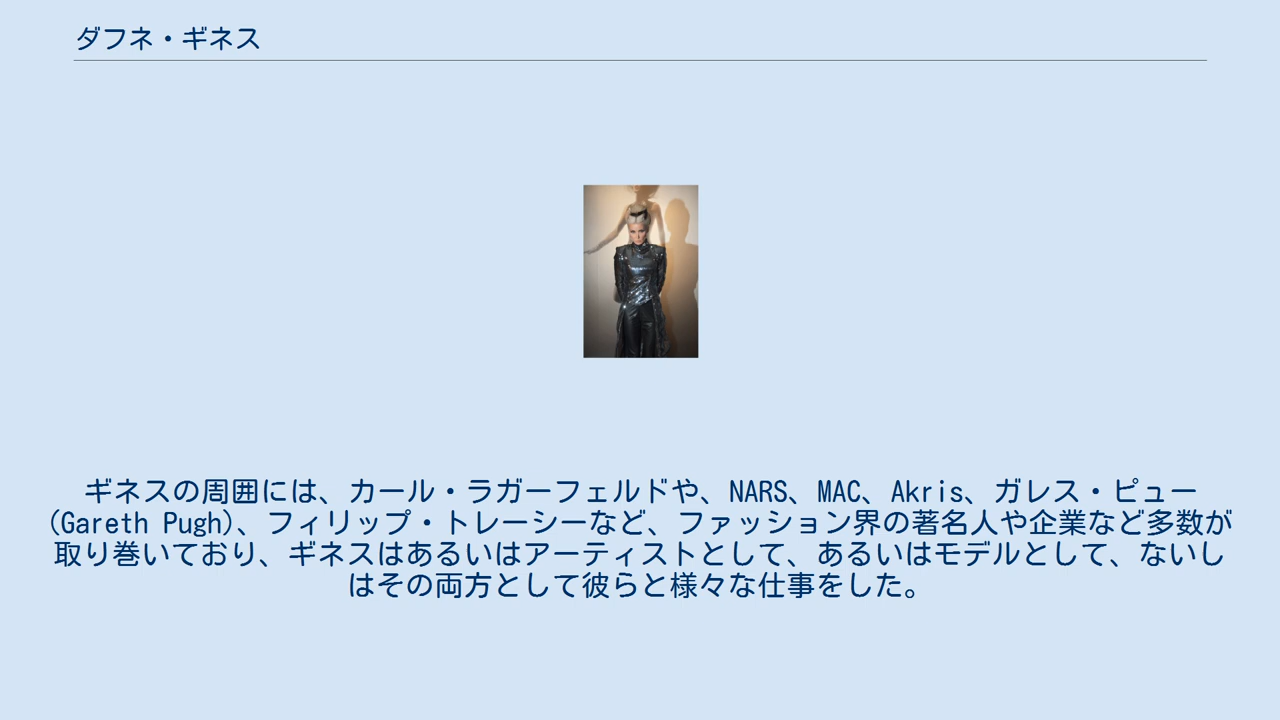 ダフネ・ギネス
ギネスの周囲には、カール・ラガーフェルドや、NARS、MAC、Akris、ガレス・ピュー
(Gareth Pugh)、フィリップ・トレーシーなど、ファッション界の著名人や企業など多数が
取り巻いており、ギネスはあるいはアーティストとして、あるいはモデルとして、ないし
はその両方として彼らと様々な仕事をした。